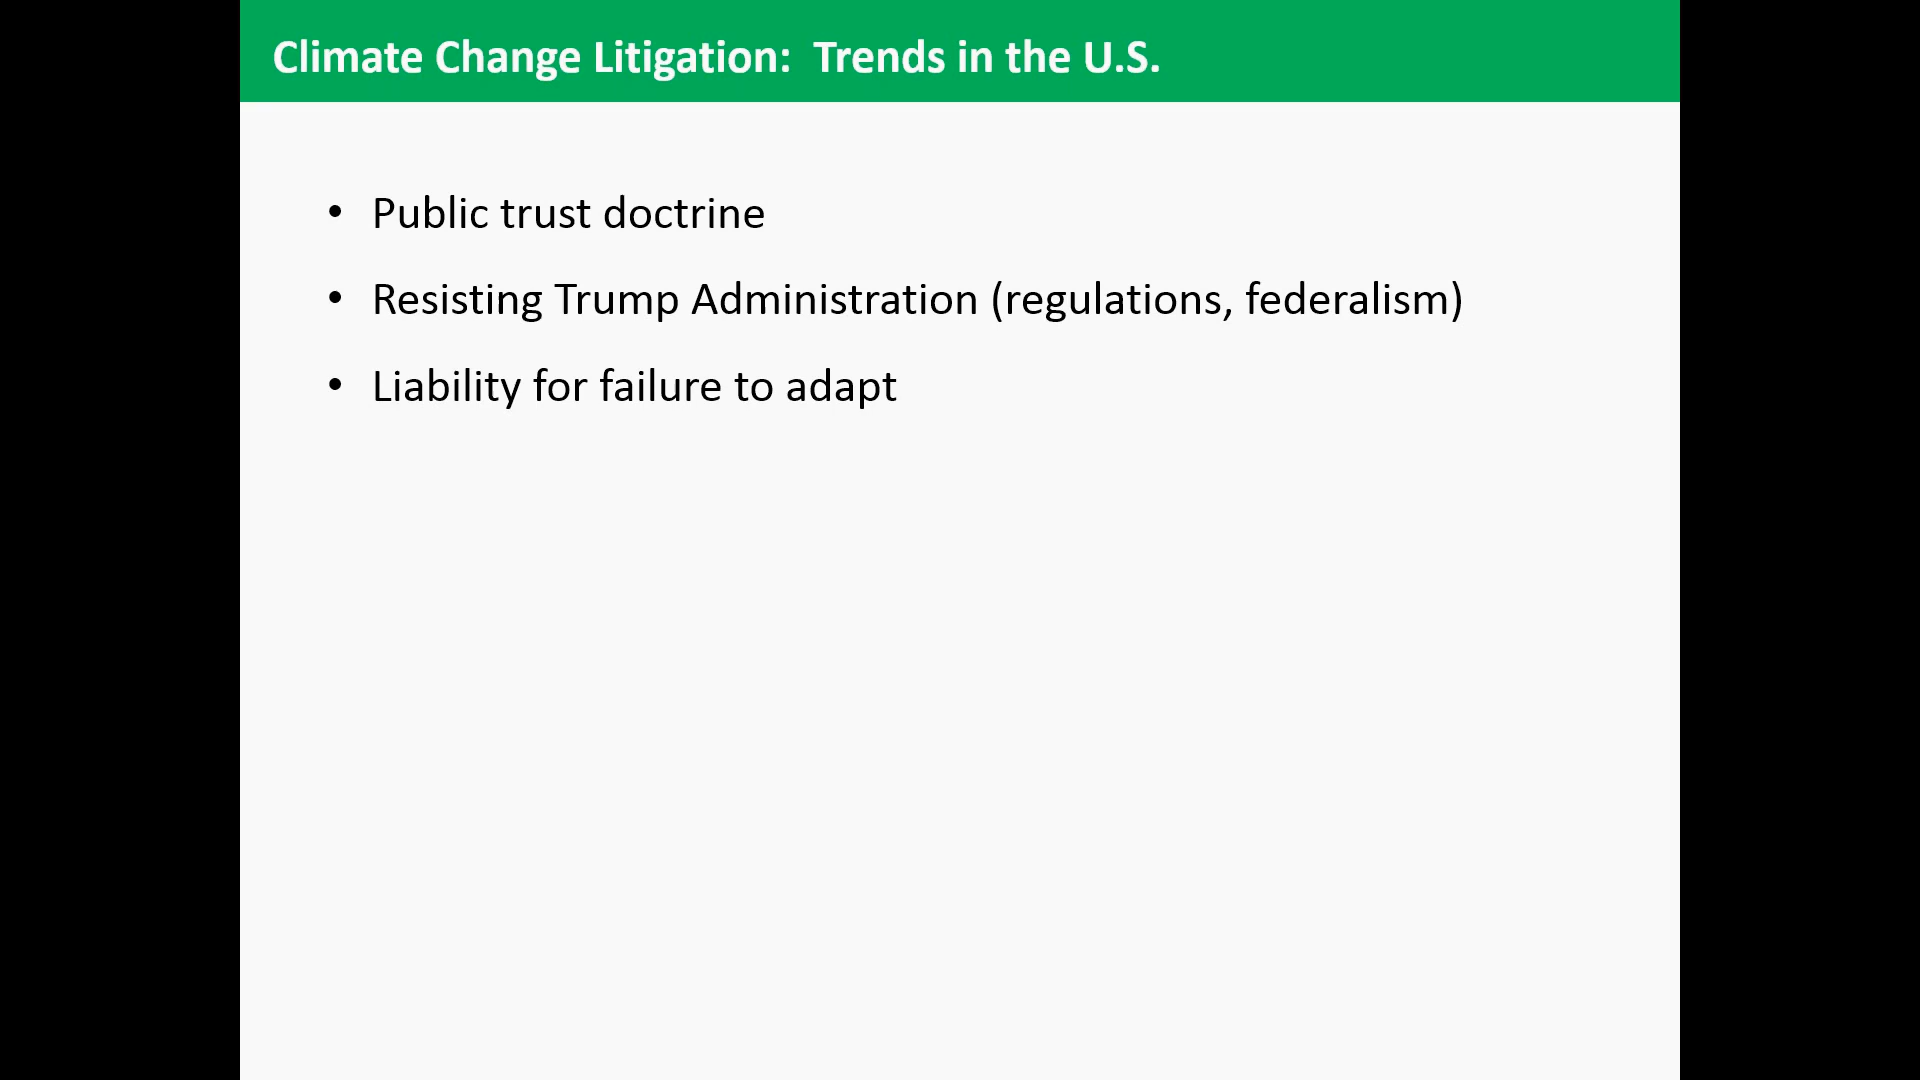 Climate Change Litigation:  Trends in the U.S.
• Public trust doctrine
• Resisting Trump Administration (regulations, federalism)
• Liability for failure to adapt